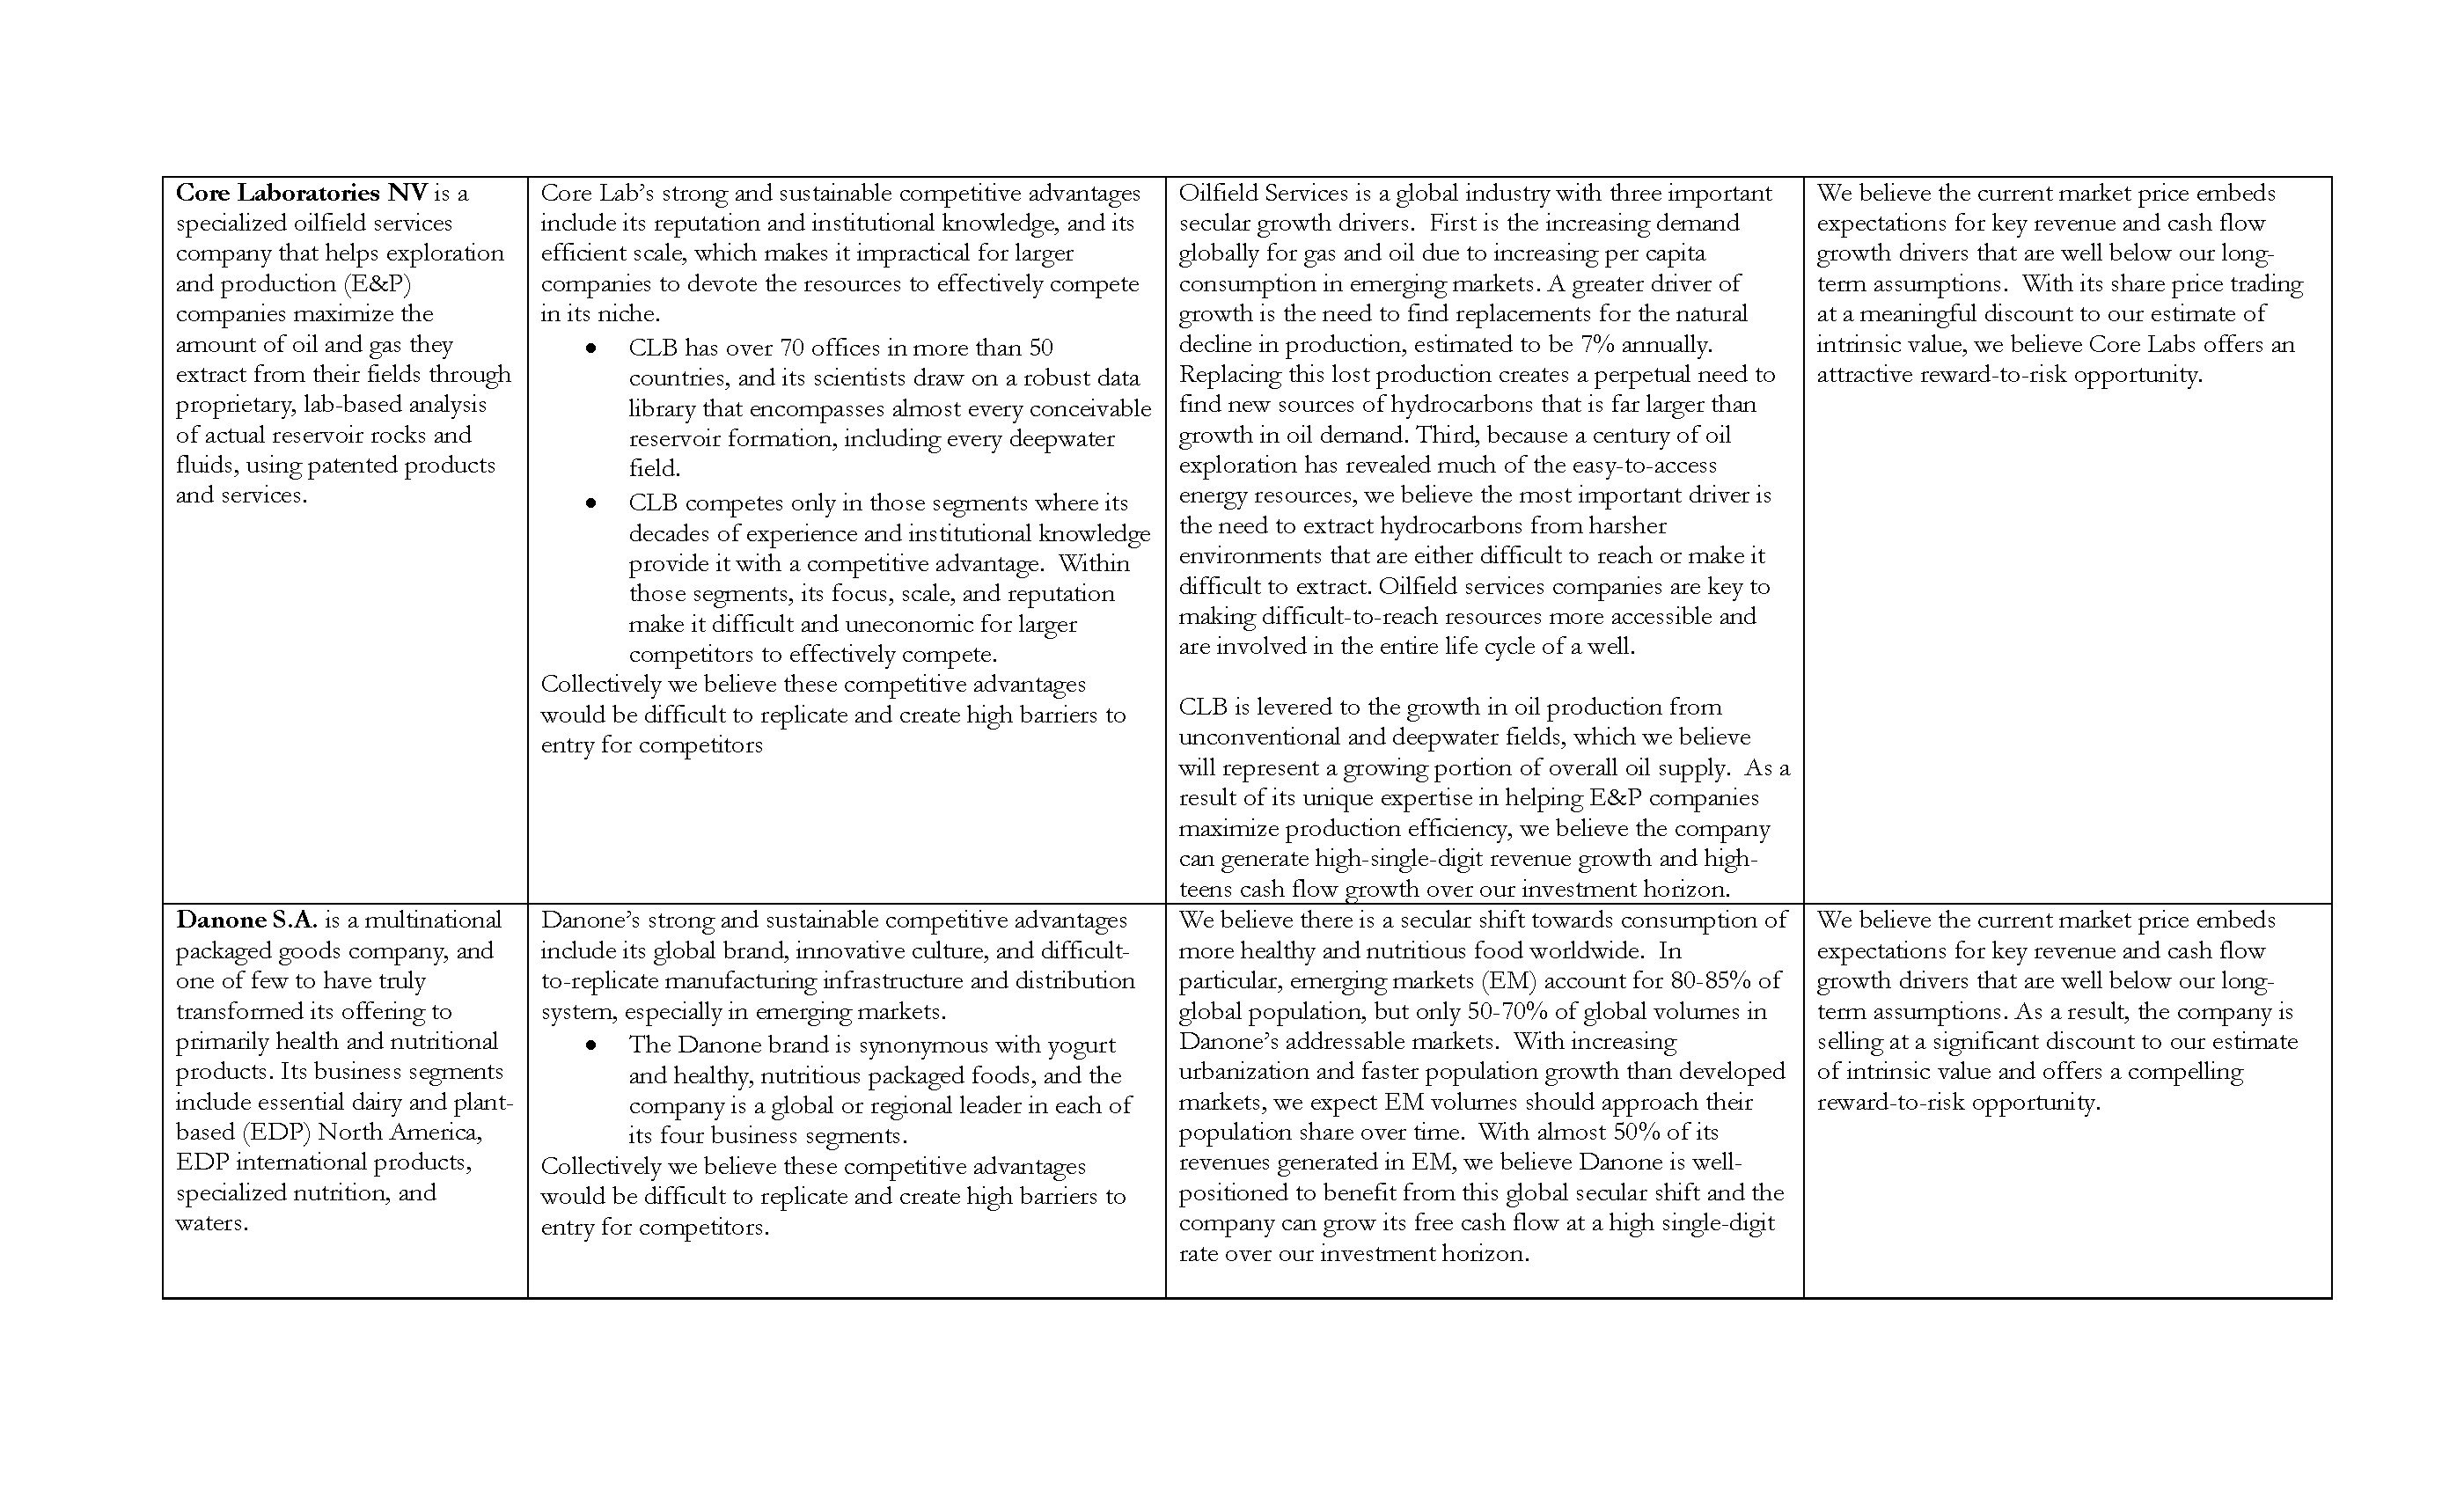 Core Laboratories NV is a
specialized oilfield services
company that helps exploration
and production (E&P)
companies maximize the
amount of oil and gas they
extract from their fields through
proprietary, lab-based analysis
of actual reservoir rocks and
fluids, using patented products
and services.
Core Lab’s strong and sustainable competitive advantages
include its reputation and institutional knowledge, and its
efficient scale, which makes it impractical for larger
companies to devote the resources to effectively compete
in its niche.
• CLB has over 70 offices in more than 50
countries, and its scientists draw on a robust data
library that encompasses almost every conceivable
reservoir formation, including every deepwater
field.
• CLB competes only in those segments where its
decades of experience and institutional knowledge
provide it with a competitive advantage.  Within
those segments, its focus, scale, and reputation
make it difficult and uneconomic for larger
competitors to effectively compete.
Collectively we believe these competitive advantages
would be difficult to replicate and create high barriers to
entry for competitors
Oilfield Services is a global industry with three important
secular growth drivers.  First is the increasing demand
globally for gas and oil due to increasing per capita
consumption in emerging markets. A greater driver of
growth is the need to find replacements for the natural
decline in production, estimated to be 7% annually.
Replacing this lost production creates a perpetual need to
find new sources of hydrocarbons that is far larger than
growth in oil demand. Third, because a century of oil
exploration has revealed much of the easy-to-access
energy resources, we believe the most important driver is
the need to extract hydrocarbons from harsher
environments that are either difficult to reach or make it
difficult to extract. Oilfield services companies are key to
making difficult-to-reach resources more accessible and
are involved in the entire life cycle of a well.
CLB is levered to the growth in oil production from
unconventional and deepwater fields, which we believe
will represent a growing portion of overall oil supply.  As a
result of its unique expertise in helping E&P companies
maximize production efficiency, we believe the company
can generate high-single-digit revenue growth and high-
teens cash flow growth over our investment horizon.
We believe the current market price embeds
expectations for key revenue and cash flow
growth drivers that are well below our long-
term assumptions.  With its share price trading
at a meaningful discount to our estimate of
intrinsic value, we believe Core Labs offers an
attractive reward-to-risk opportunity.
Danone S.A. is a multinational
packaged goods company, and
one of few to have truly
transformed its offering to
primarily health and nutritional
products. Its business segments
include essential dairy and plant-
based (EDP) North America,
EDP international products,
specialized nutrition, and
waters.
Danone’s strong and sustainable competitive advantages
include its global brand, innovative culture, and difficult-
to-replicate manufacturing infrastructure and distribution
system, especially in emerging markets.
• The Danone brand is synonymous with yogurt
and healthy, nutritious packaged foods, and the
company is a global or regional leader in each of
its four business segments.
Collectively we believe these competitive advantages
would be difficult to replicate and create high barriers to
entry for competitors.
We believe there is a secular shift towards consumption of
more healthy and nutritious food worldwide.  In
particular, emerging markets (EM) account for 80-85% of
global population, but only 50-70% of global volumes in
Danone’s addressable markets.  With increasing
urbanization and faster population growth than developed
markets, we expect EM volumes should approach their
population share over time.  With almost 50% of its
revenues generated in EM, we believe Danone is well-
positioned to benefit from this global secular shift and the
company can grow its free cash flow at a high single-digit
rate over our investment horizon.
We believe the current market price embeds
expectations for key revenue and cash flow
growth drivers that are well below our long-
term assumptions. As a result, the company is
selling at a significant discount to our estimate
of intrinsic value and offers a compelling
reward-to-risk opportunity.